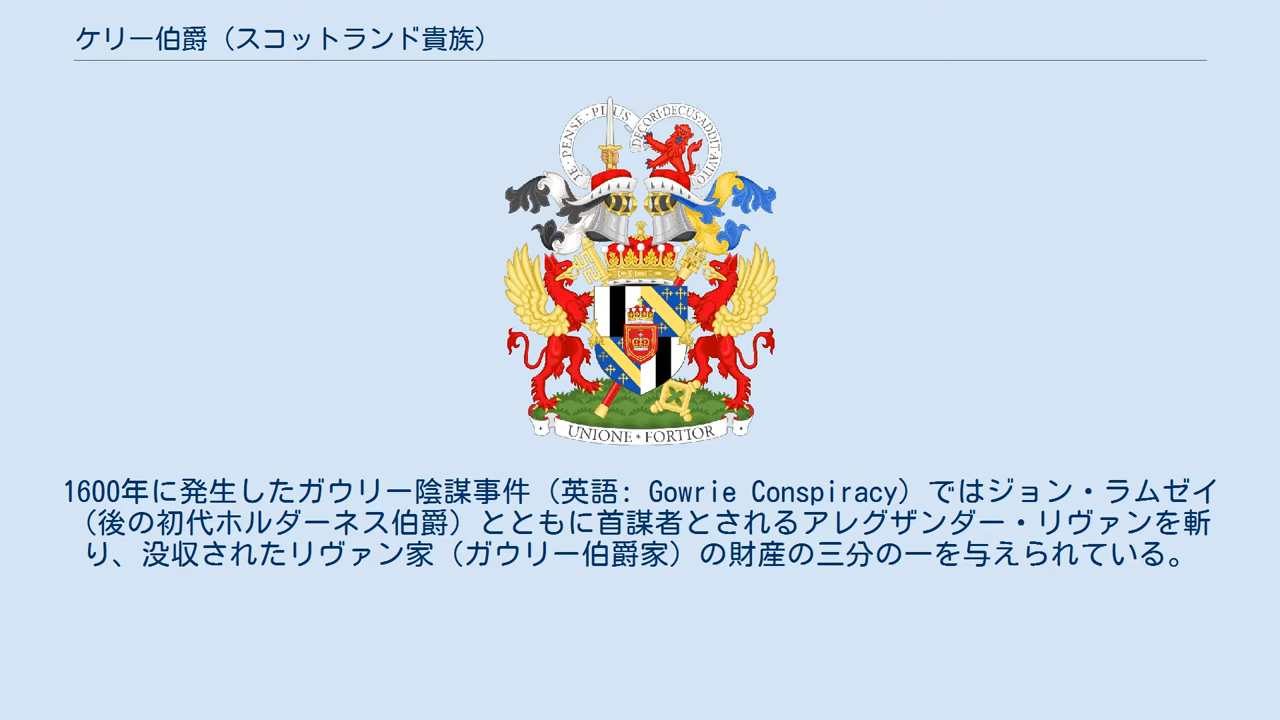 ケリー伯爵（スコットランド貴族）
JE·PENSE·PLUS
DECORI·DECUS·ADDIT·AVITO
UNIONE * FORTIOR
1600年に発生したガウリー陰謀事件（英語: Gowrie Conspiracy）ではジョン・ラムゼイ
（後の初代ホルダーネス伯爵）とともに首謀者とされるアレグザンダー・リヴァンを斬
り、没収されたリヴァン家（ガウリー伯爵家）の財産の三分の一を与えられている。